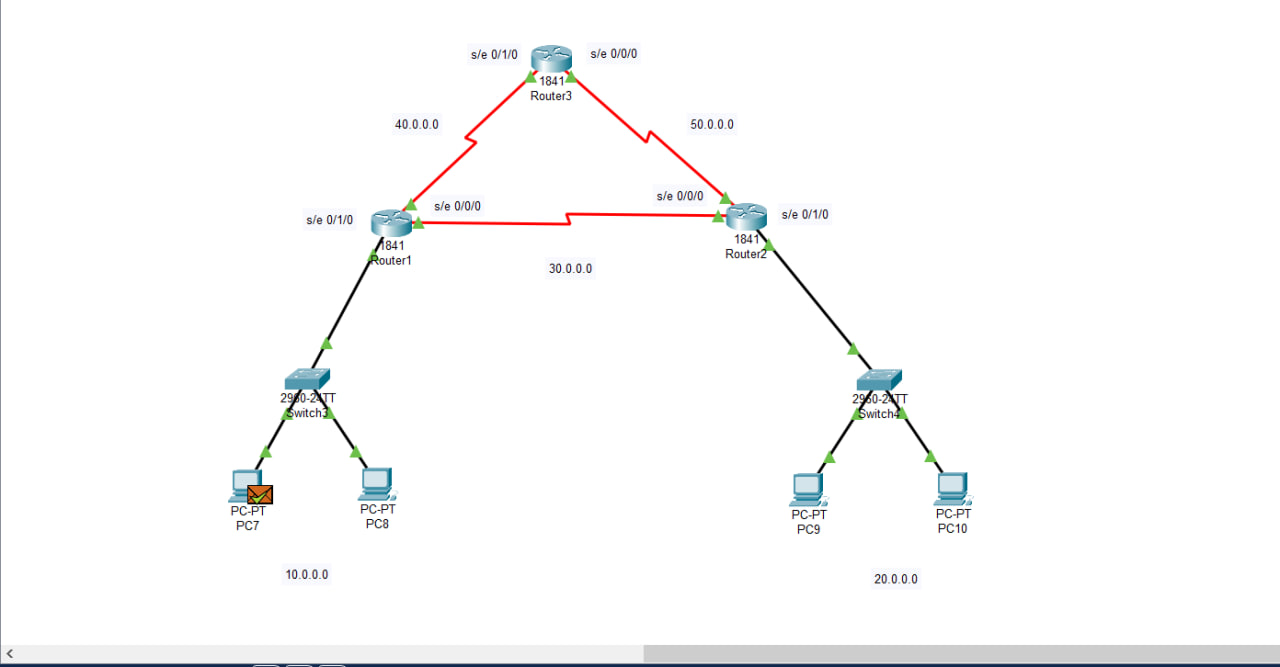 s/e 0/1/0
s/e 0/0/0
1841
Router3
40.0.0.0
50.0.0.0
s/e 0/1/0
s/e 0/0/0
1841
Router1
s/e 0/0/0
s/e 0/1/0
1841
Router2
30.0.0.0
2960-24TT
Switch3
2960-24TT
Switch4
PC-PT
PC7
PC-PT
PC8
PC-PT
PC9
PC-PT
PC10
10.0.0.0
20.0.0.0